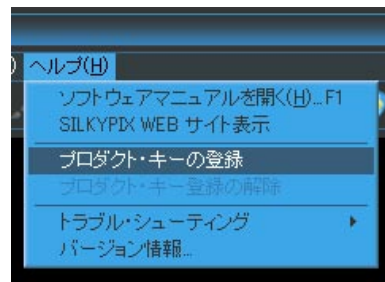 ) ヘルプ(H)
ソフトウェアマニュアルを開く(H)...F1
SILKYPIX WEB サイト表示
プロダクト・キーの登録
プロダクト・キー登録の解除
トラブル・シューティング
バージョン情報...